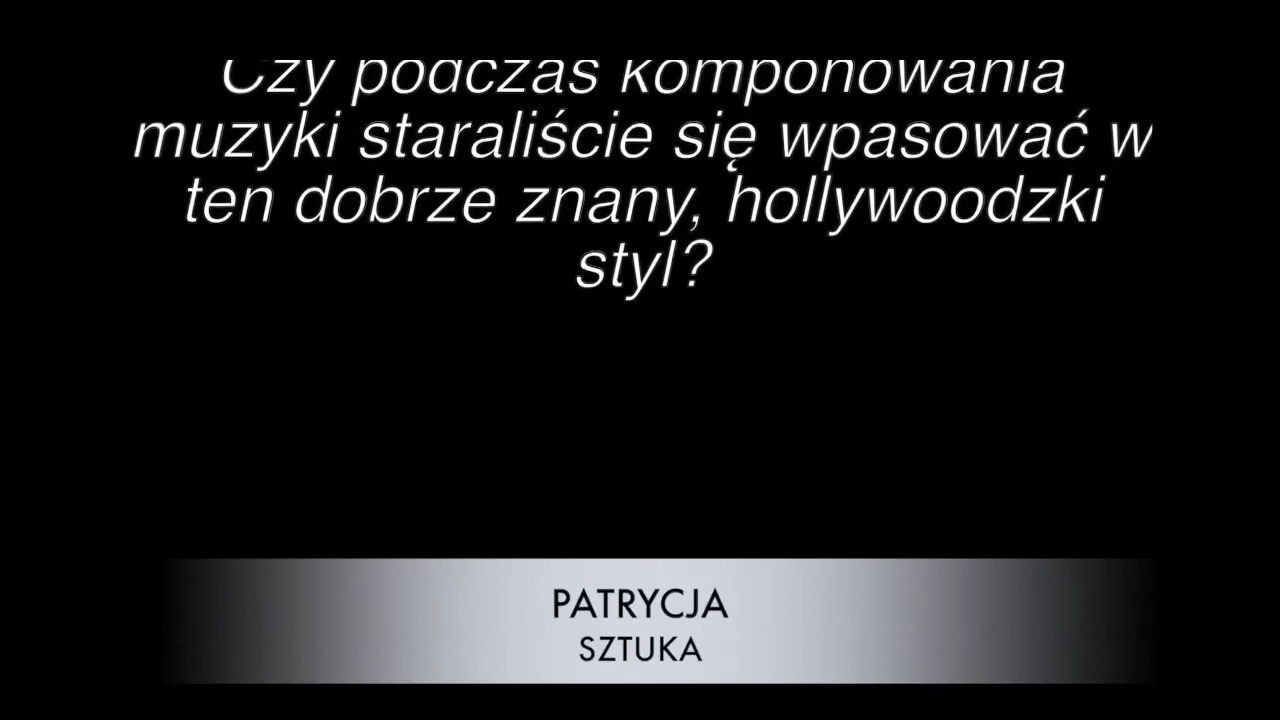 Czy podczas komponowania
muzyki staraliście się wpasować w
ten dobrze znany, hollywoodzki
styl?
PATRYCJA
SZTUKA